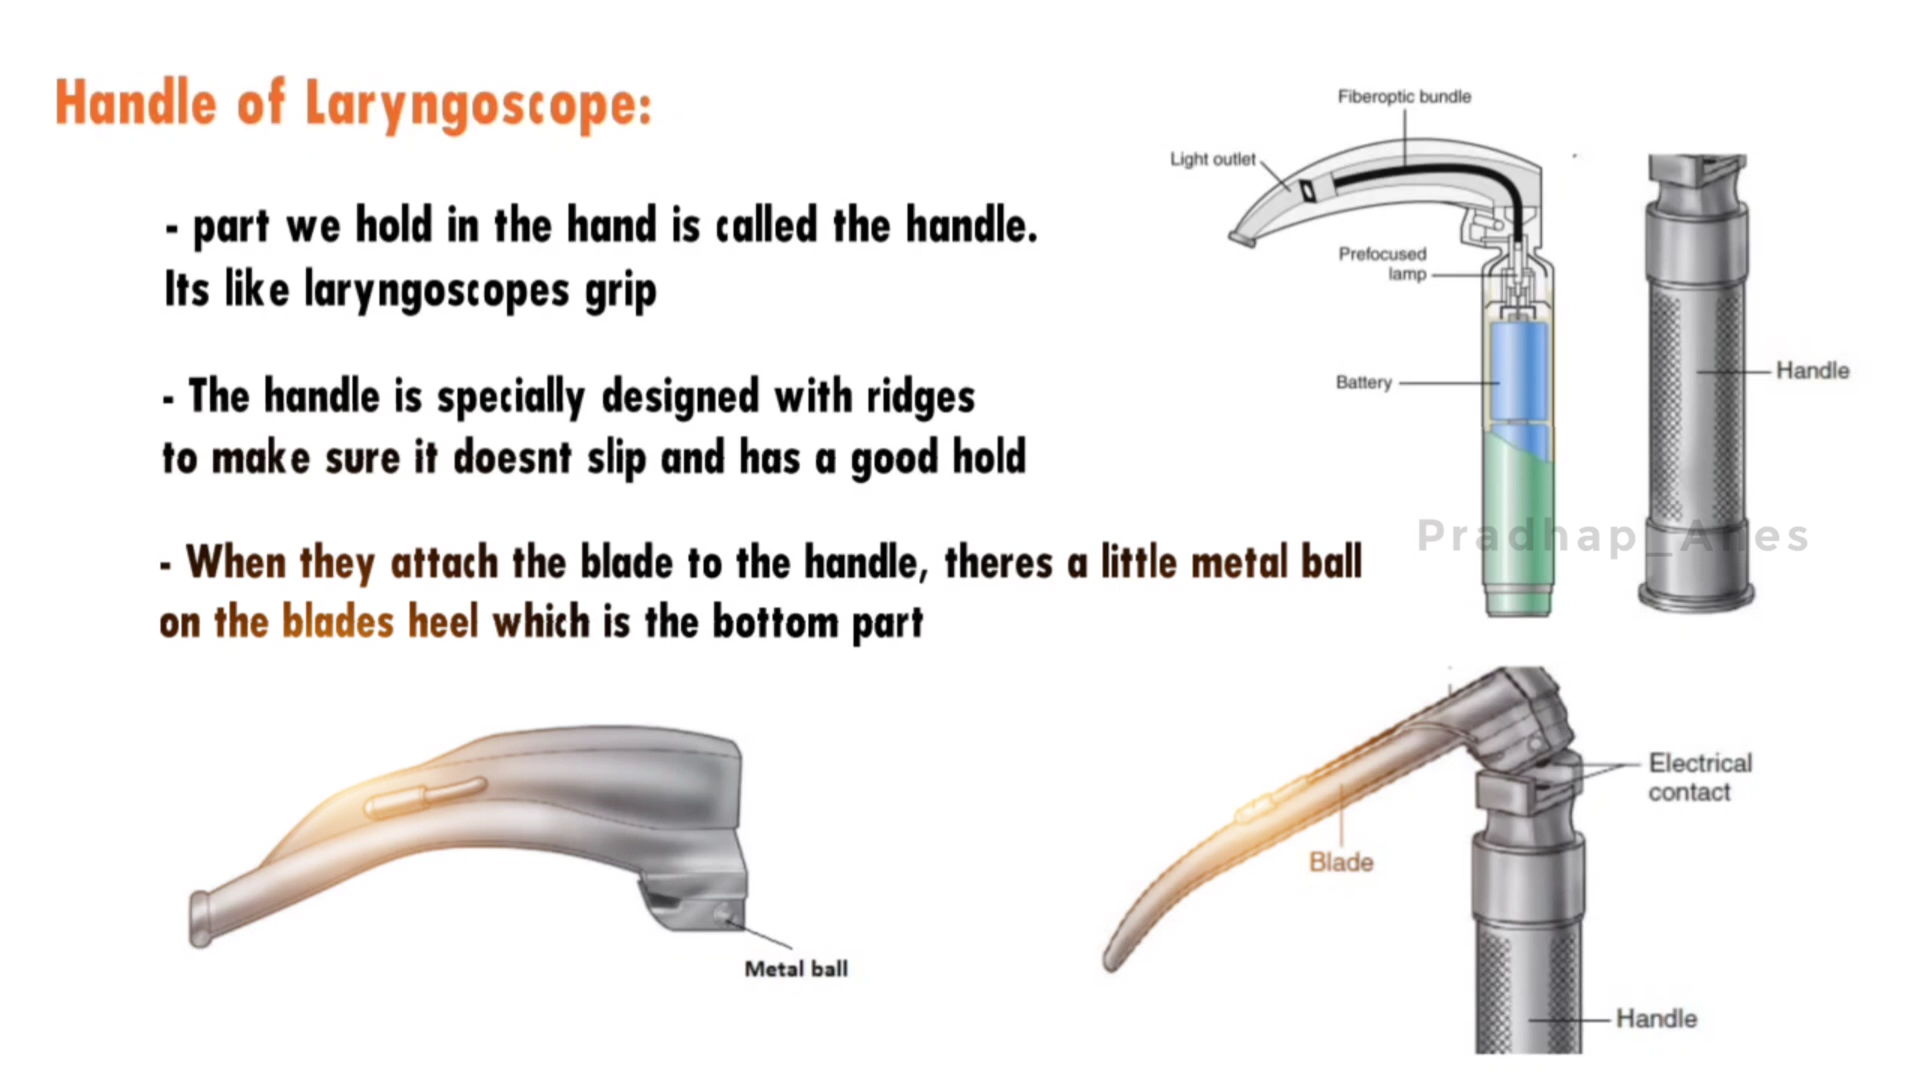 Handle of Laryngoscope:
- part we hold in the hand is called the handle.
Its like laryngoscopes grip
- The handle is specially designed with ridges
to make sure it doesnt slip and has a good hold
- When they attach the blade to the handle, theres a little metal ball
on the blades heel which is the bottom part
Fiberoptic bundle
Light outlet
Prefocused
lamp
Battery
Handle
Metal ball
Electrical
contact
Blade
Handle